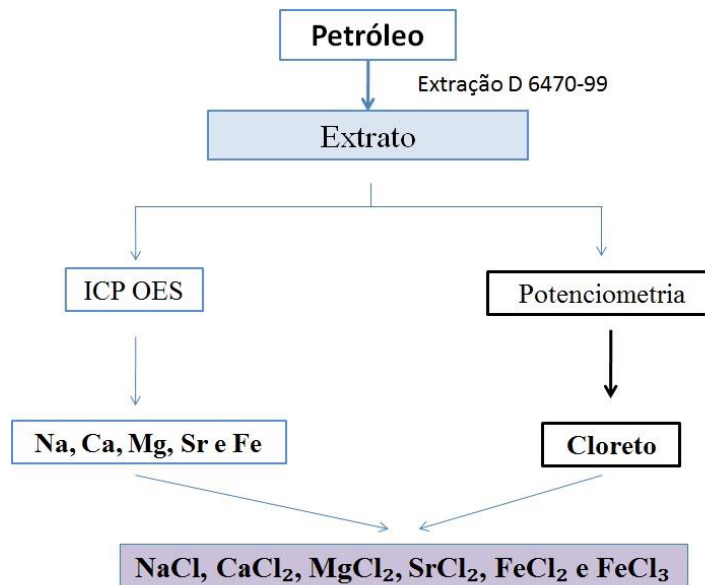 Petróleo
Extração D 6470-99
Extrato
ICP OES
Potenciometria
Na, Ca, Mg, Sr e Fe
Cloreto
NaCl, CaCl₂, MgCl₂, SrCl₂, FeCl₂ e FeCl₃